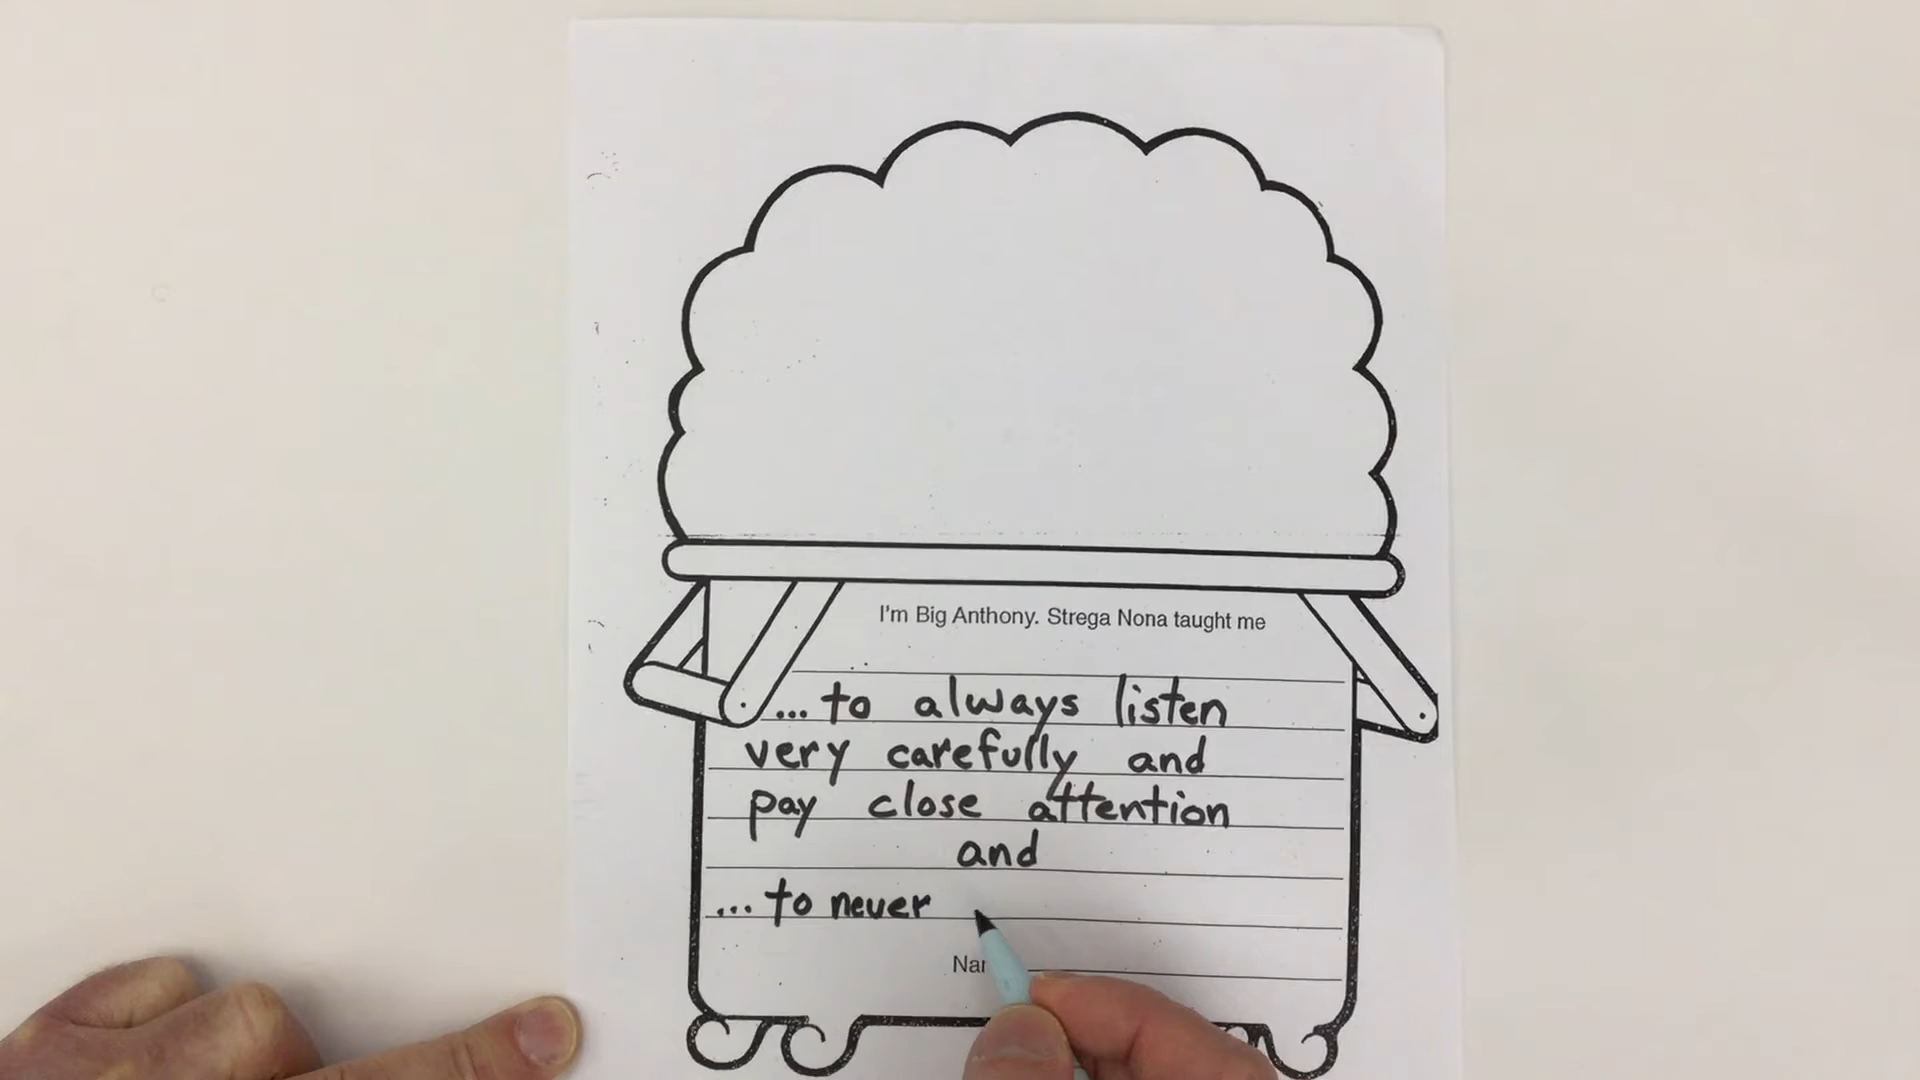 I'm Big Anthony. Strega Nona taught me
... to always listen
very carefully and
pay close attention
and
... to never